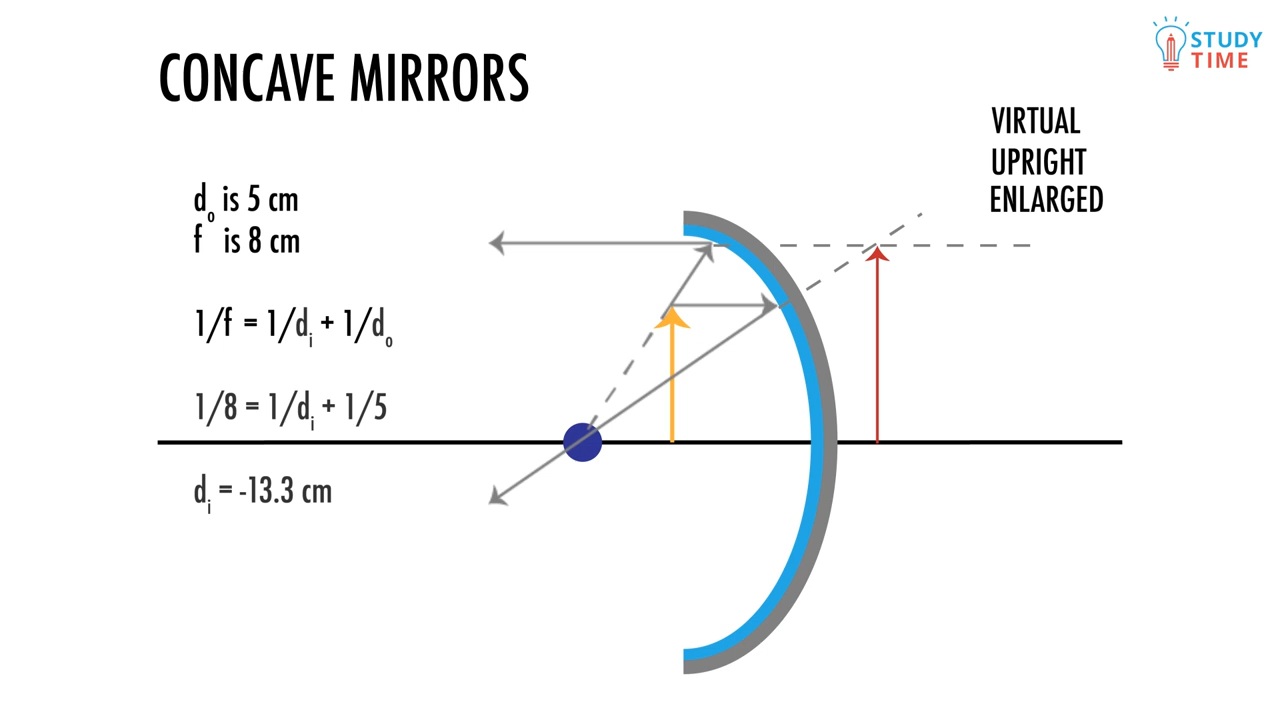 STUDY
TIME
CONCAVE MIRRORS
VIRTUAL
UPRIGHT
ENLARGED
dₒ is 5 cm
f is 8 cm
1/f = 1/dᵢ + 1/dₒ
1/8 = 1/dᵢ + 1/5
dᵢ = -13.3 cm